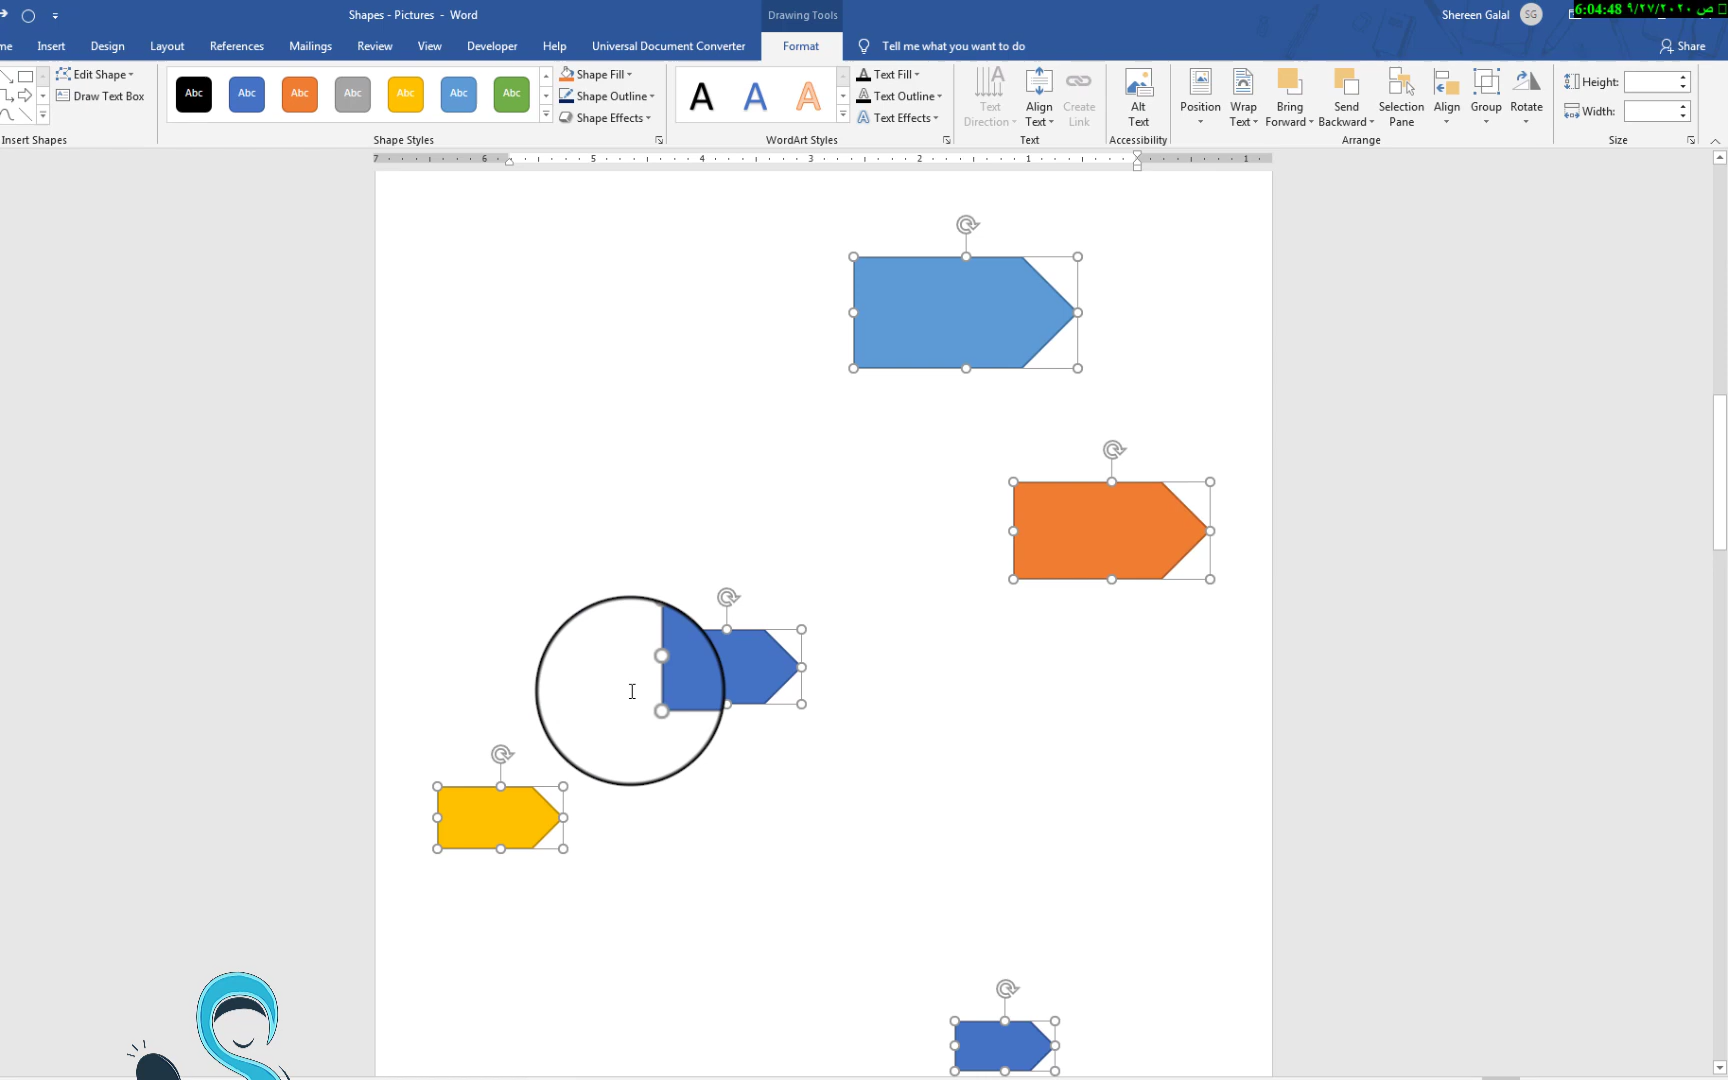 Shapes - Pictures - Word
Drawing Tools
Shereen Galal
SG
6:04:48 ٩/٢٧/٢٠٢٠ ص
me Insert Design Layout References Mailings Review View Developer Help Universal Document Converter Format Tell me what you want to do Share
Edit Shape
Draw Text Box
Insert Shapes
Abc Abc Abc Abc Abc Abc Abc
Shape Fill
Shape Outline
Shape Effects
Shape Styles
A A A
Text Fill
Text Outline
Text Effects
WordArt Styles
Text Direction
Align Text
Create Link
Text
Alt Text
Accessibility
Position
Wrap Text
Bring Forward
Send Backward
Selection Pane
Align
Group
Rotate
Arrange
Height:
Width:
Size
7 6 5 4 3 2 1 1